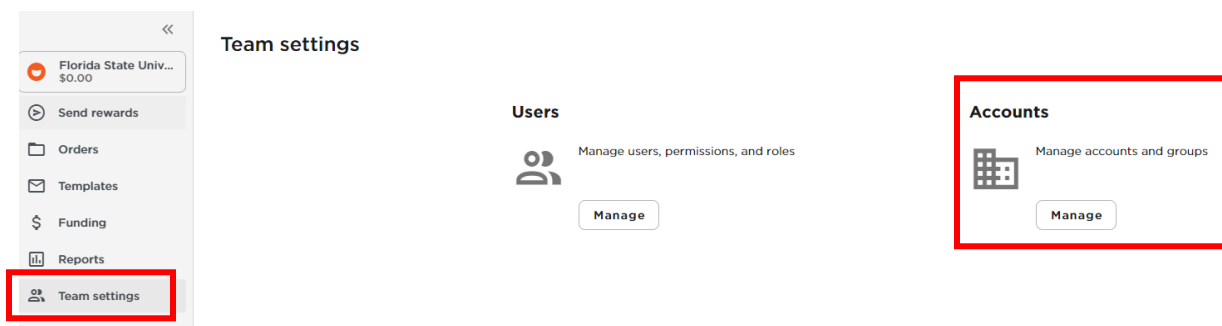 Florida State Univ...
$0.00
Send rewards
Orders
Templates
Funding
Reports
Team settings
Team settings
Users
Manage users, permissions, and roles
Manage
Accounts
Manage accounts and groups
Manage